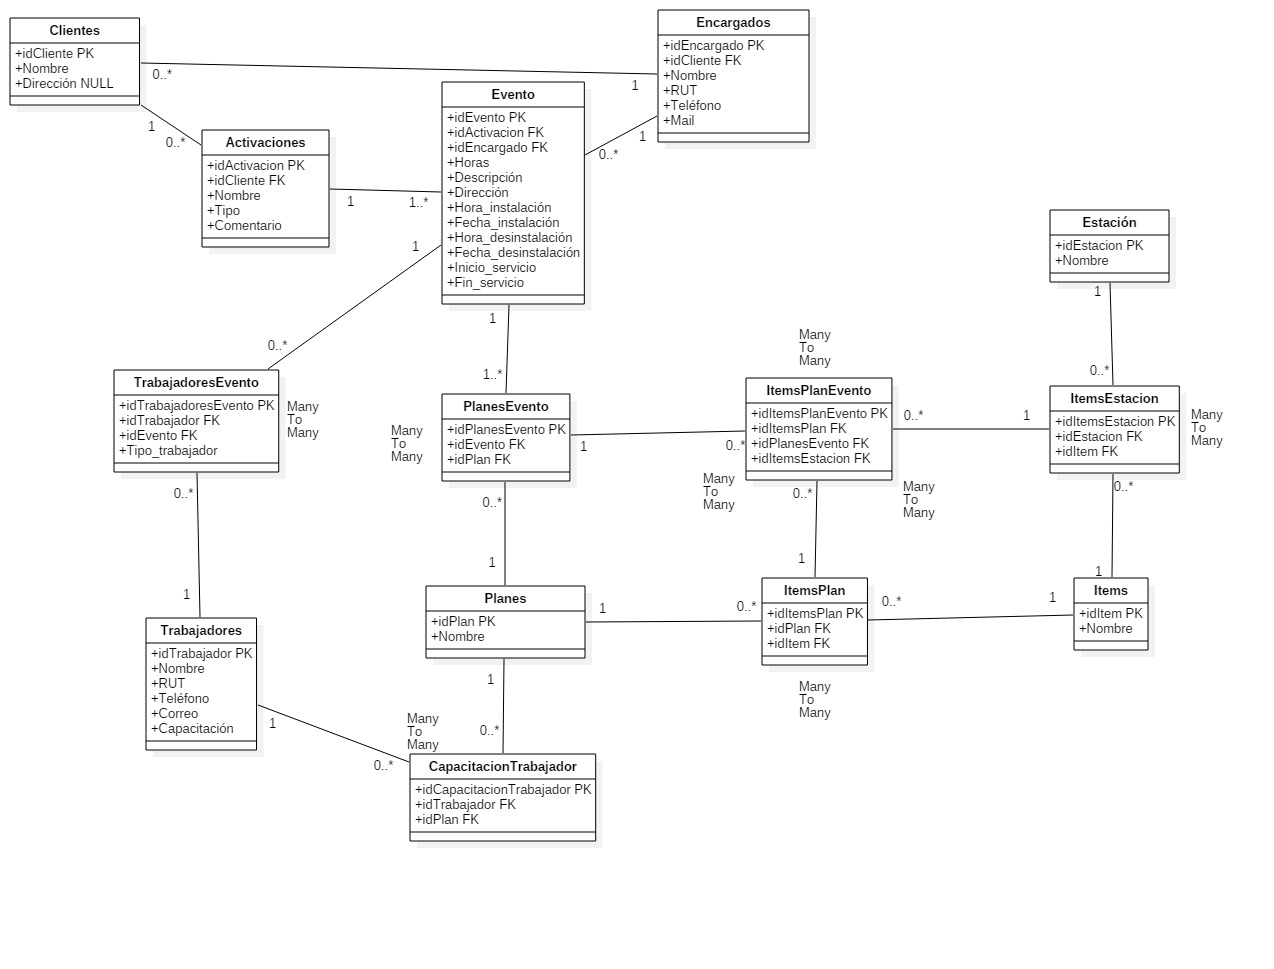 Clientes
+idCliente PK
+Nombre
+Dirección NULL
0..*
1
1
0..*
Encargados
+idEncargado PK
+idCliente FK
+Nombre
+RUT
+Teléfono
+Mail
1
0..*
Activaciones
+idActivacion PK
+idCliente FK
+Nombre
+Tipo
+Comentario
1
1..*
Evento
+idEvento PK
+idActivacion FK
+idEncargado FK
+Horas
+Descripción
+Dirección
+Hora_instalación
+Fecha_instalación
+Hora_desinstalación
+Fecha_desinstalación
+Inicio_servicio
+Fin_servicio
1
0..*
1
1..*
Estación
+idEstacion PK
+Nombre
1
0..*
TrabajadoresEvento
+idTrabajadoresEvento PK
+idTrabajador FK
+idEvento FK
+Tipo_trabajador
Many
To
Many
0..*
1
Many
To
Many
PlanesEvento
+idPlanesEvento PK
+idEvento FK
+idPlan FK
1
0..*
0..*
1
Many
To
Many
ItemsPlanEvento
+idItemsPlanEvento PK
+idItemsPlan FK
+idPlanesEvento FK
+idItemsEstacion FK
0..*
1
Many
To
Many
0..*
Many
To
Many
1
ItemsEstacion
+idItemsEstacion PK
+idEstacion FK
+idItem FK
Many
To
Many
0..*
1
Trabajadores
+idTrabajador PK
+Nombre
+RUT
+Teléfono
+Correo
+Capacitación
1
0..*
Planes
+idPlan PK
+Nombre
1
0..*
1
0..*
ItemsPlan
+idItemsPlan PK
+idPlan FK
+idItem FK
0..*
1
Many
To
Many
Items
+idItem PK
+Nombre
Many
To
Many
CapacitacionTrabajador
+idCapacitacionTrabajador PK
+idTrabajador FK
+idPlan FK